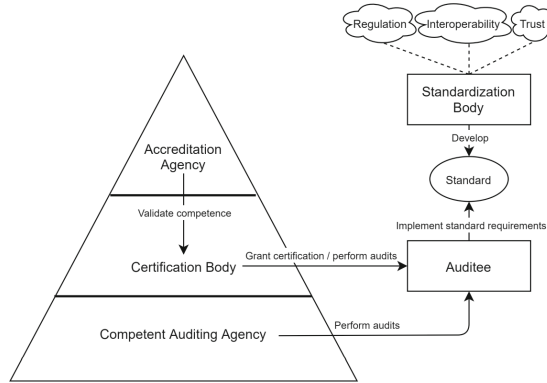 Regulation
Interoperability
Trust
Standardization
Body
Develop
Accreditation
Agency
Standard
Validate competence
Implement standard requirements
Grant certification / perform audits
Certification Body
Auditee
Perform audits
Competent Auditing Agency